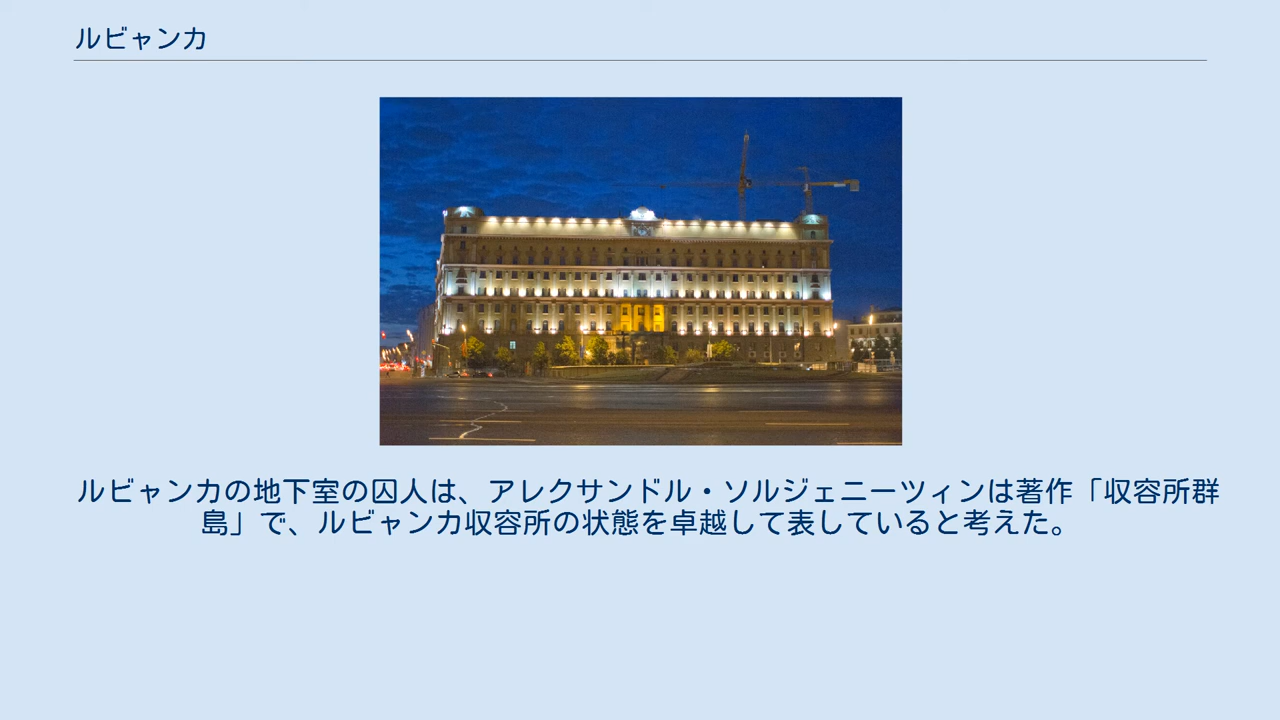 ルビャンカ
ルビャンカの地下室の囚人は、アレクサンドル・ソルジェニーツィンは著作「収容所群
島」で、ルビャンカ収容所の状態を卓越して表していると考えた。